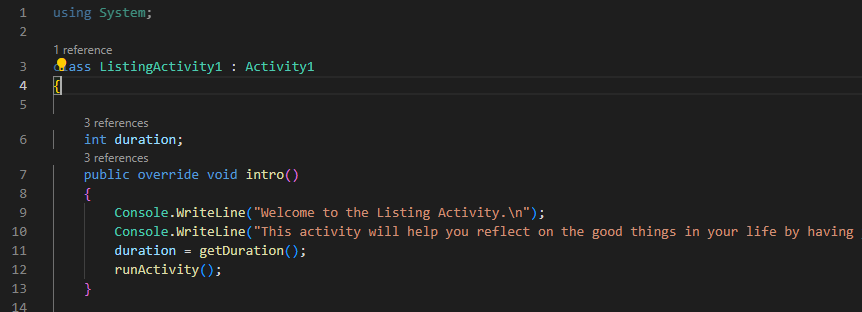 1 using System;
2
1 reference
3 class ListingActivity1 : Activity1
4 {
5
3 references
6 int duration;
3 references
7 public override void intro()
8 {
9 Console.WriteLine("Welcome to the Listing Activity.\n");
10 Console.WriteLine("This activity will help you reflect on the good things in your life by having
11 duration = getDuration();
12 runActivity();
13 }
14